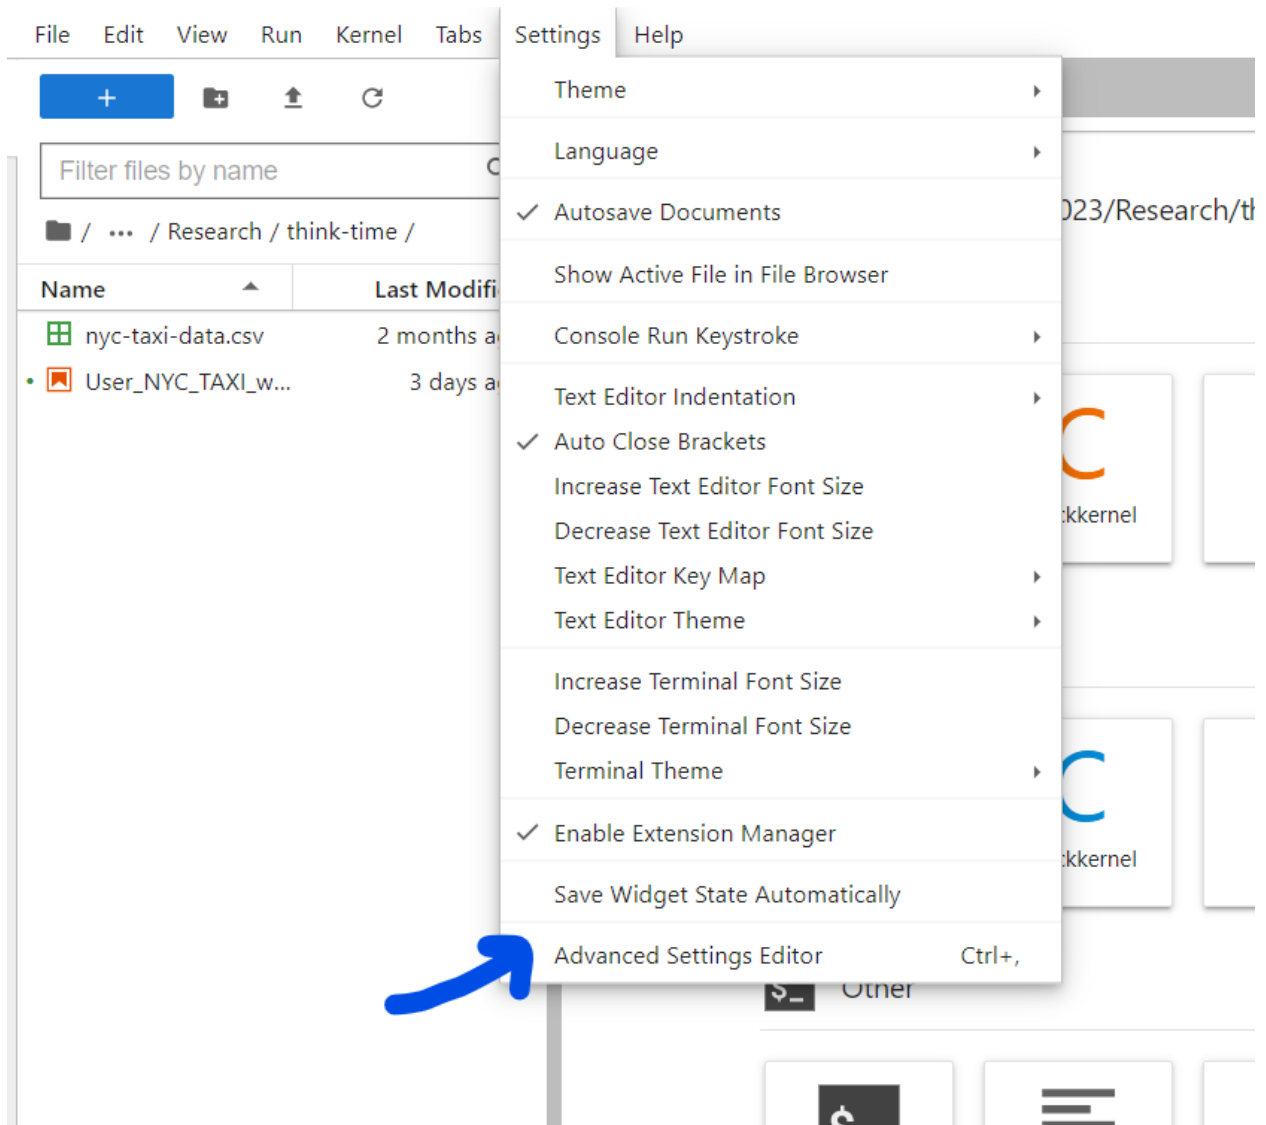 File Edit View Run Kernel Tabs Settings Help
+
Filter files by name
/ ... / Research / think-time /
Name
nyc-taxi-data.csv 2 months
User_NYC_TAXI_w... 3 days
Last
Theme
Language
Autosave Documents
Show Active File in File Browser
Console Run Keystroke
Text Editor Indentation
Auto Close Brackets
Increase Text Editor Font Size
Decrease Text Editor Font Size
Text Editor Key Map
Text Editor Theme
Increase Terminal Font Size
Decrease Terminal Font Size
Terminal Theme
Enable Extension Manager
Save Widget State Automatically
Advanced Settings Editor Ctrl+,
023/Research/th
C
ckkernel
C
ckkernel
$_ Other
$